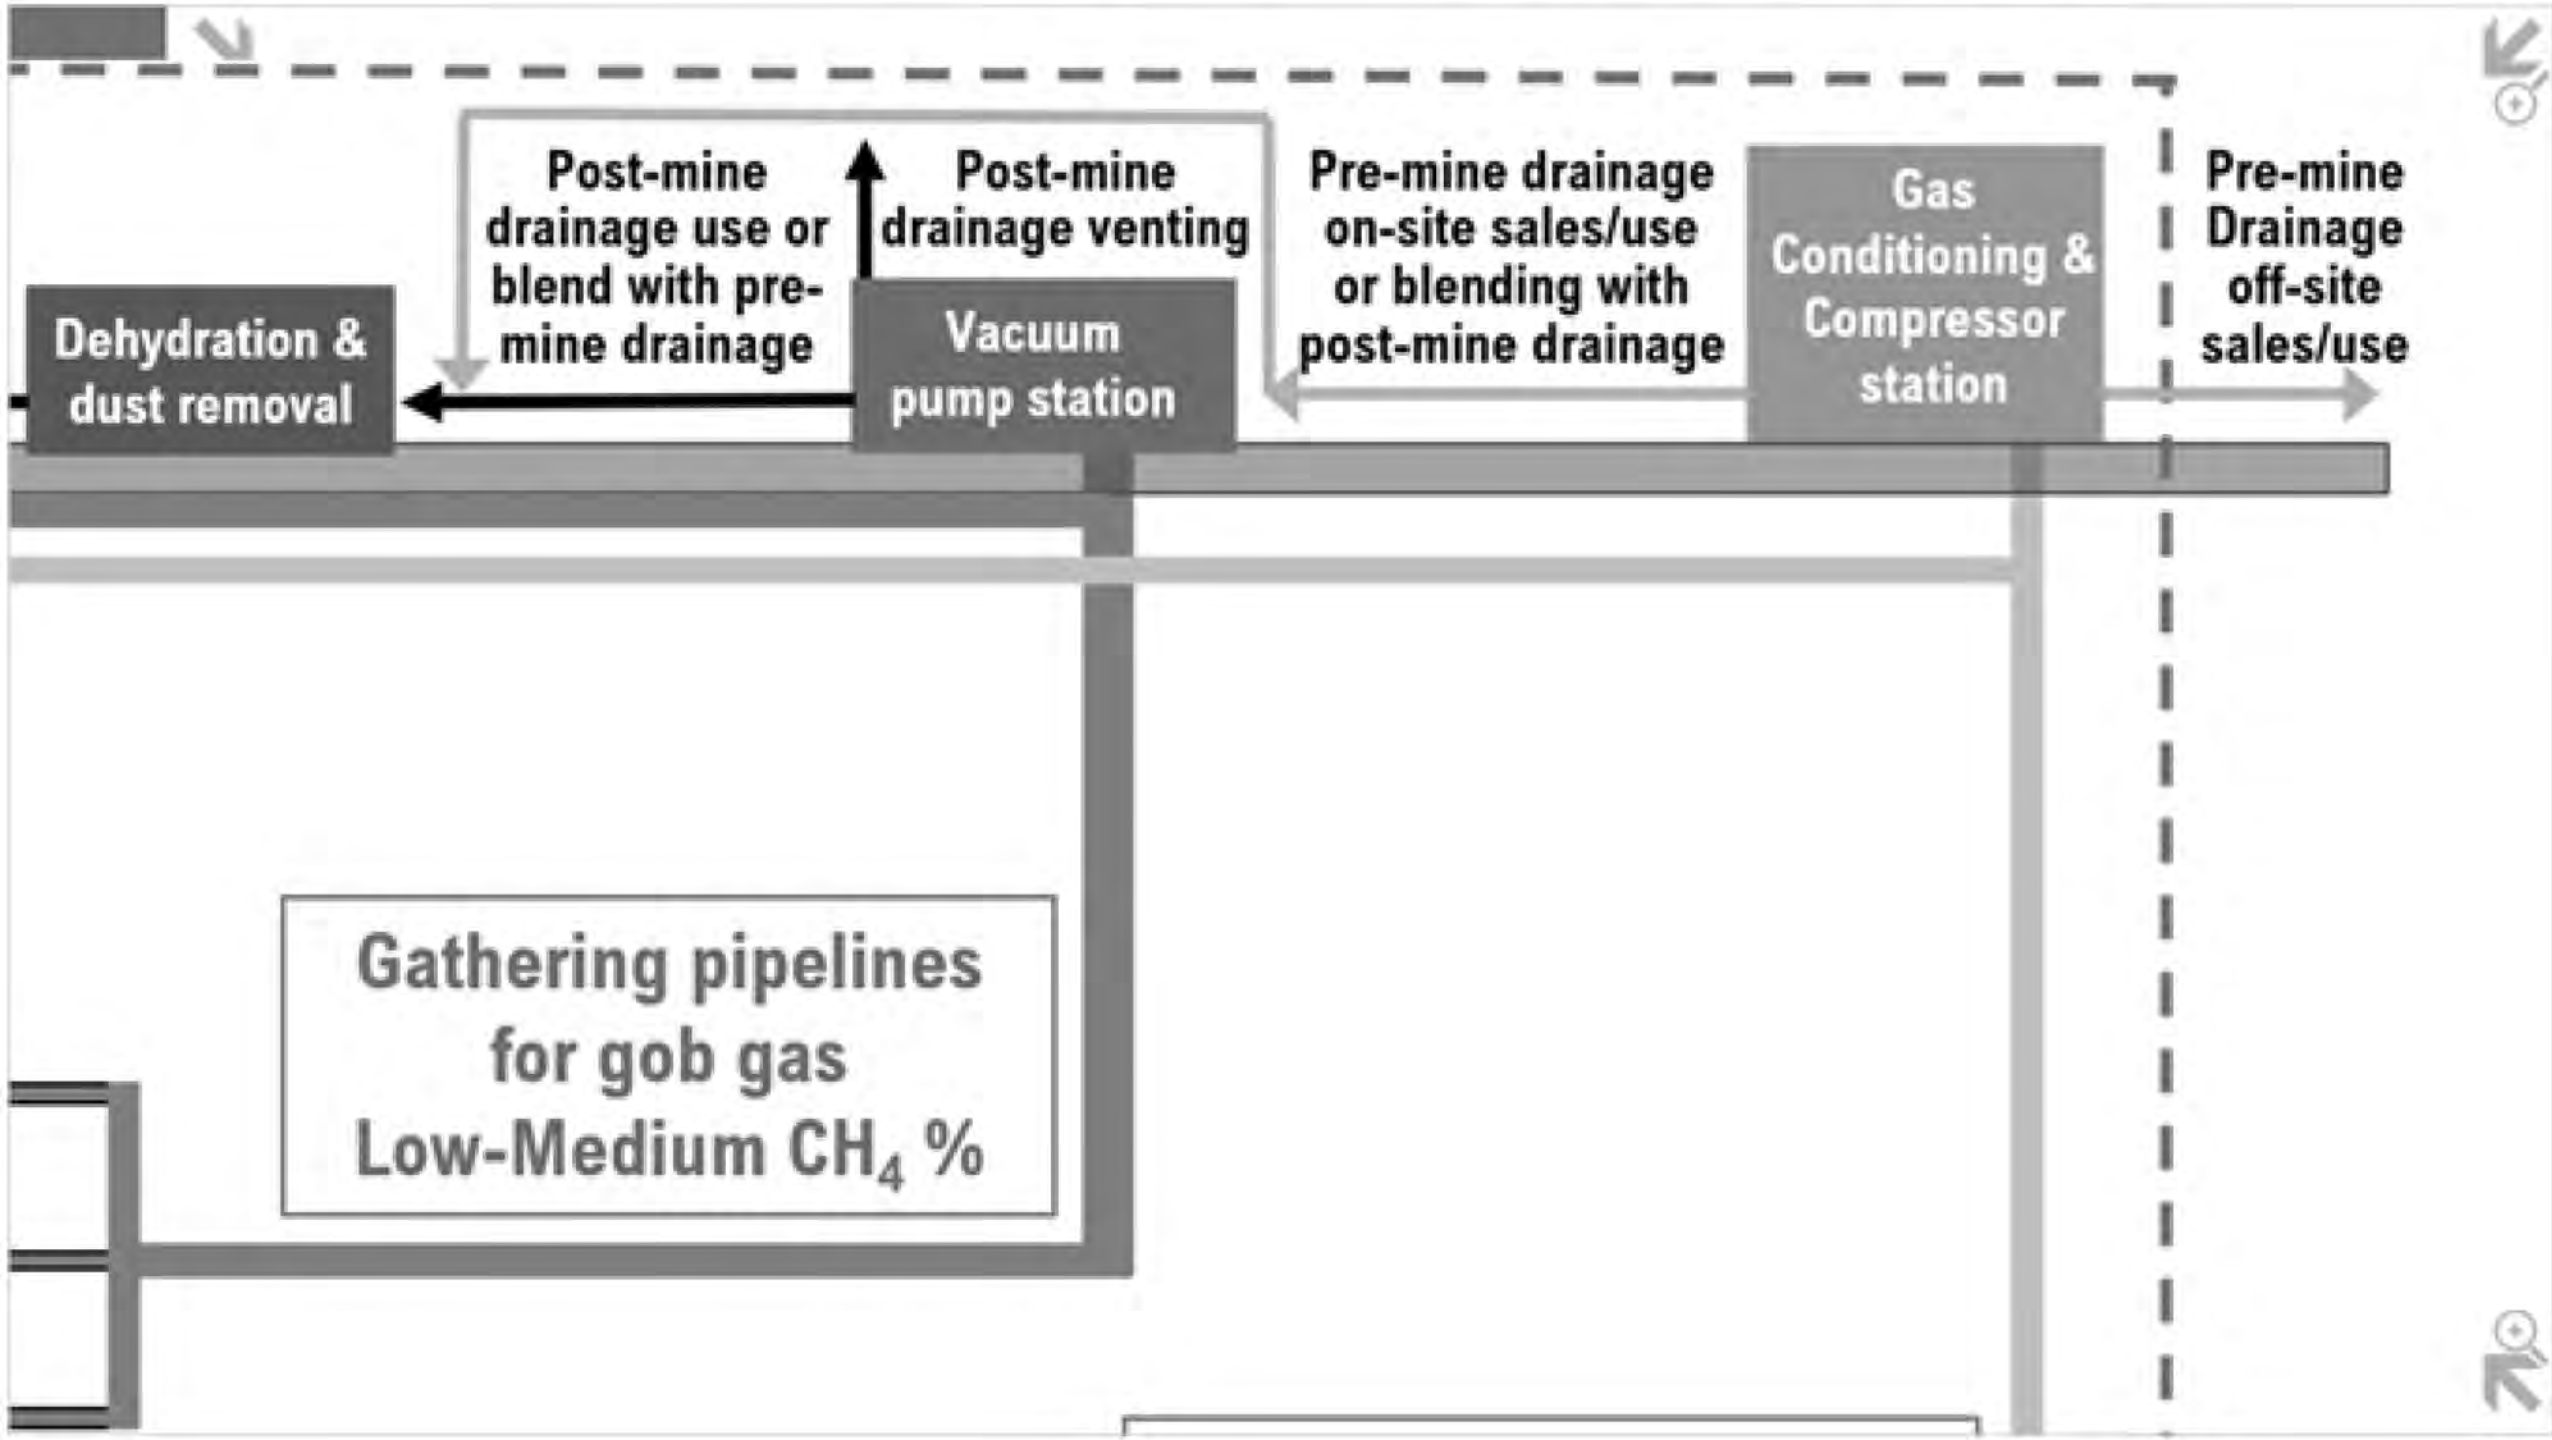 Post-mine
drainage use or
blend with pre-
mine drainage
Post-mine
drainage venting
Pre-mine drainage
on-site sales/use
or blending with
post-mine drainage
Gas
Conditioning &
Compressor
station
Pre-mine
Drainage
off-site
sales/use
Dehydration &
dust removal
Vacuum
pump station
Gathering pipelines
for gob gas
Low-Medium CH₄ %